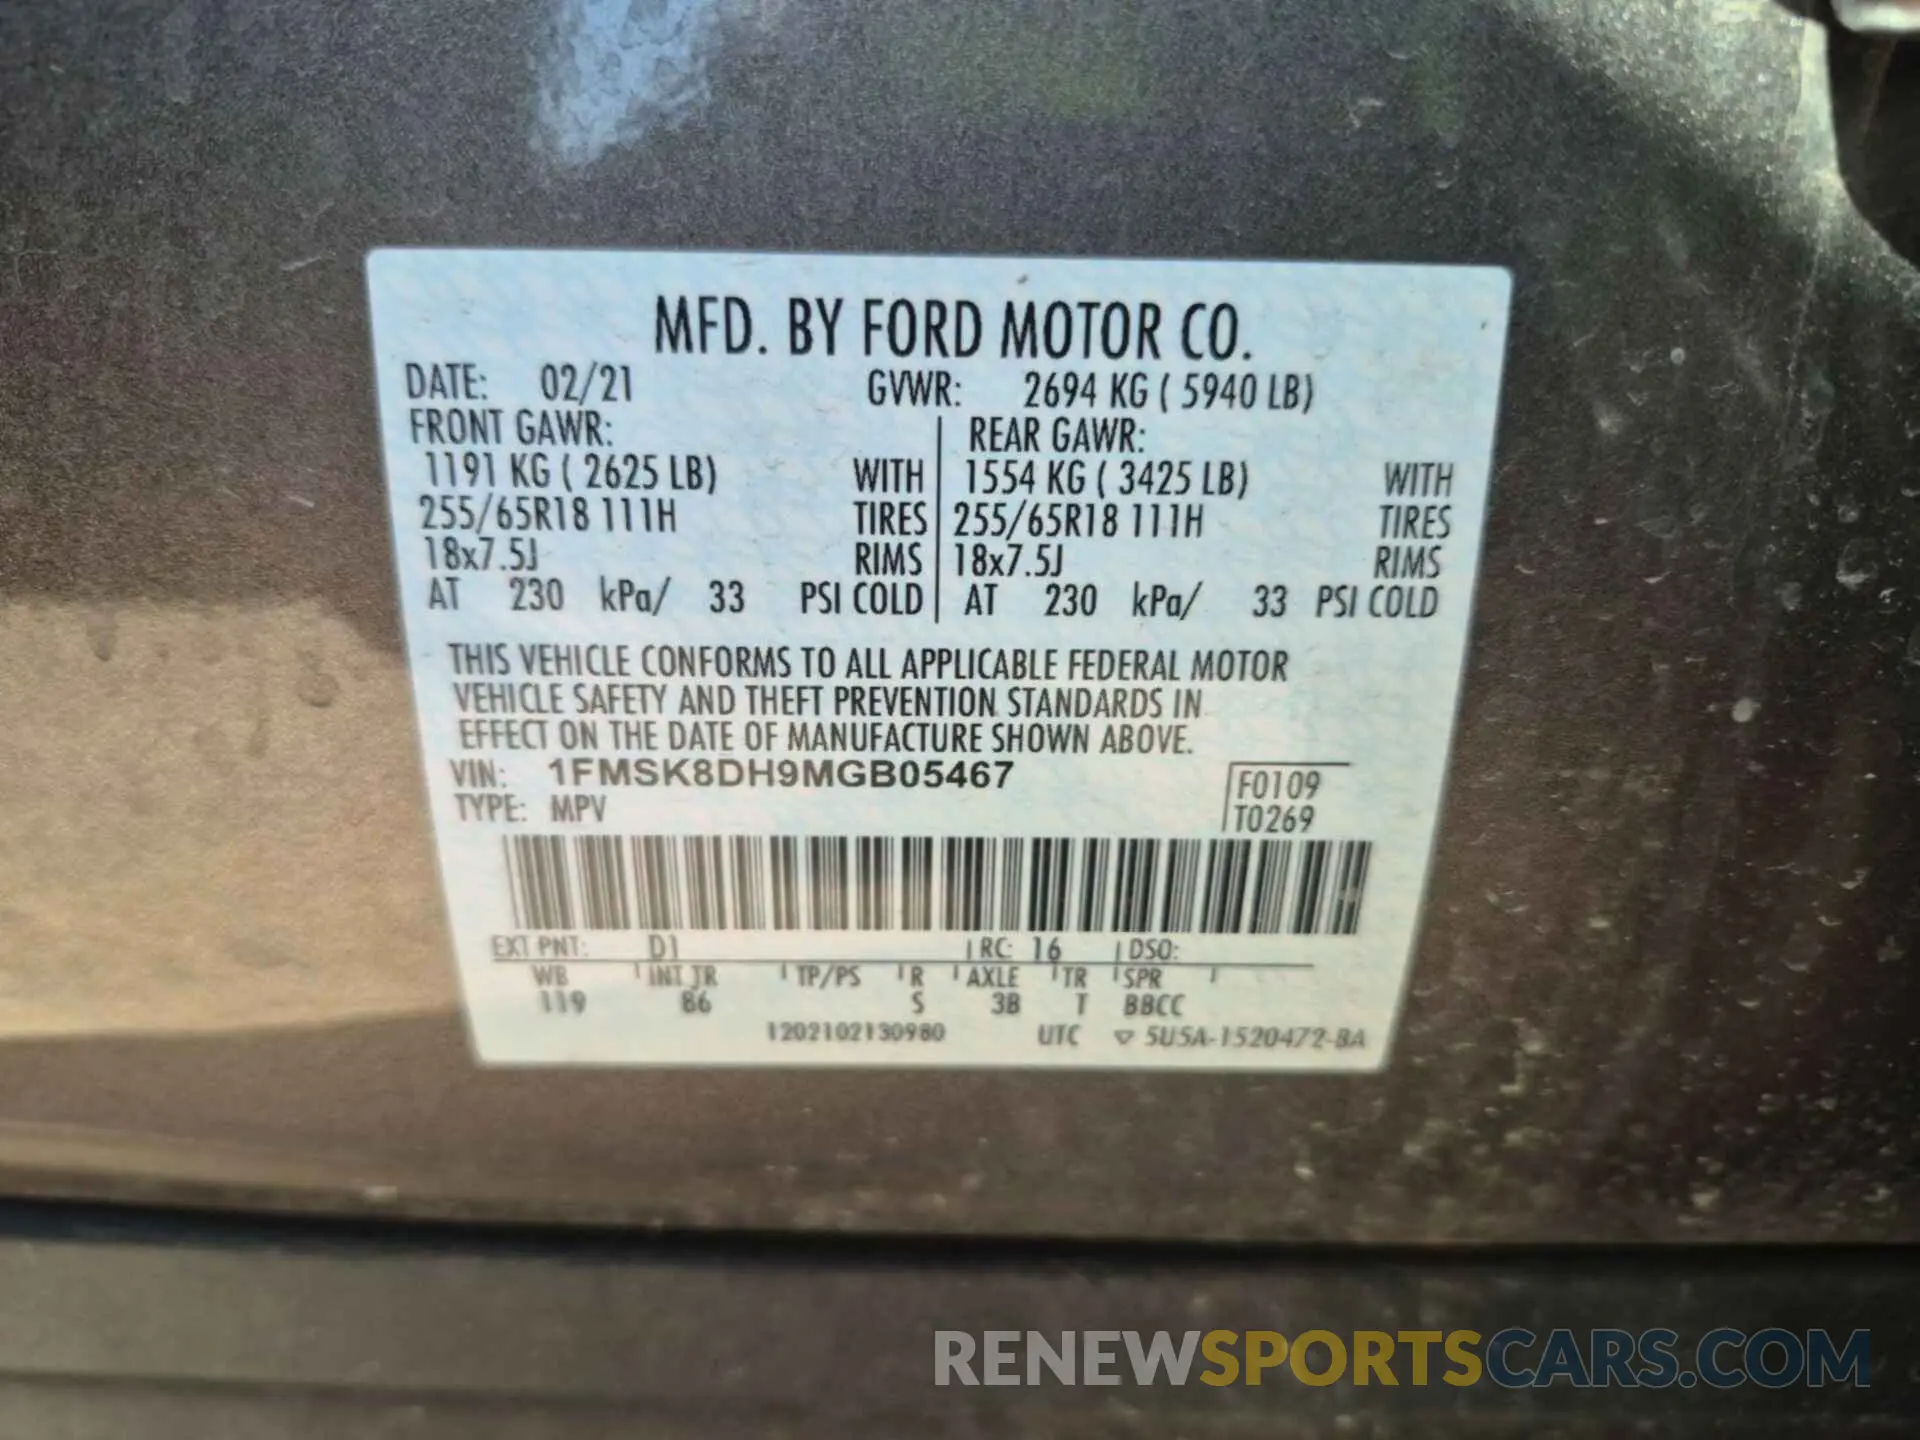 MFD. BY FORD MOTOR CO.
DATE: 02/21 GVWR: 2694 KG ( 5940 LB)
FRONT GAWR: REAR GAWR:
1191 KG ( 2625 LB) WITH 1554 KG ( 3425 LB) WITH
255/65R18 111H TIRES 255/65R18 111H TIRES
18x7.5J RIMS 18x7.5J RIMS
AT 230 kPa/ 33 PSI COLD AT 230 kPa/ 33 PSI COLD
THIS VEHICLE CONFORMS TO ALL APPLICABLE FEDERAL MOTOR
VEHICLE SAFETY AND THEFT PREVENTION STANDARDS IN
EFFECT ON THE DATE OF MANUFACTURE SHOWN ABOVE.
VIN: 1FMSK8DH9MGB05467 F0109
TYPE: MPV T0269
EXT PNT: D1 RC: 16 DSO:
WB INT TR TP/PS R AXLE TR SPR
119 86 S 3B T BBCC
1202102130980 UTC ▽ 5U5A-1520472-BA
RENEWSPORTSCARS.COM